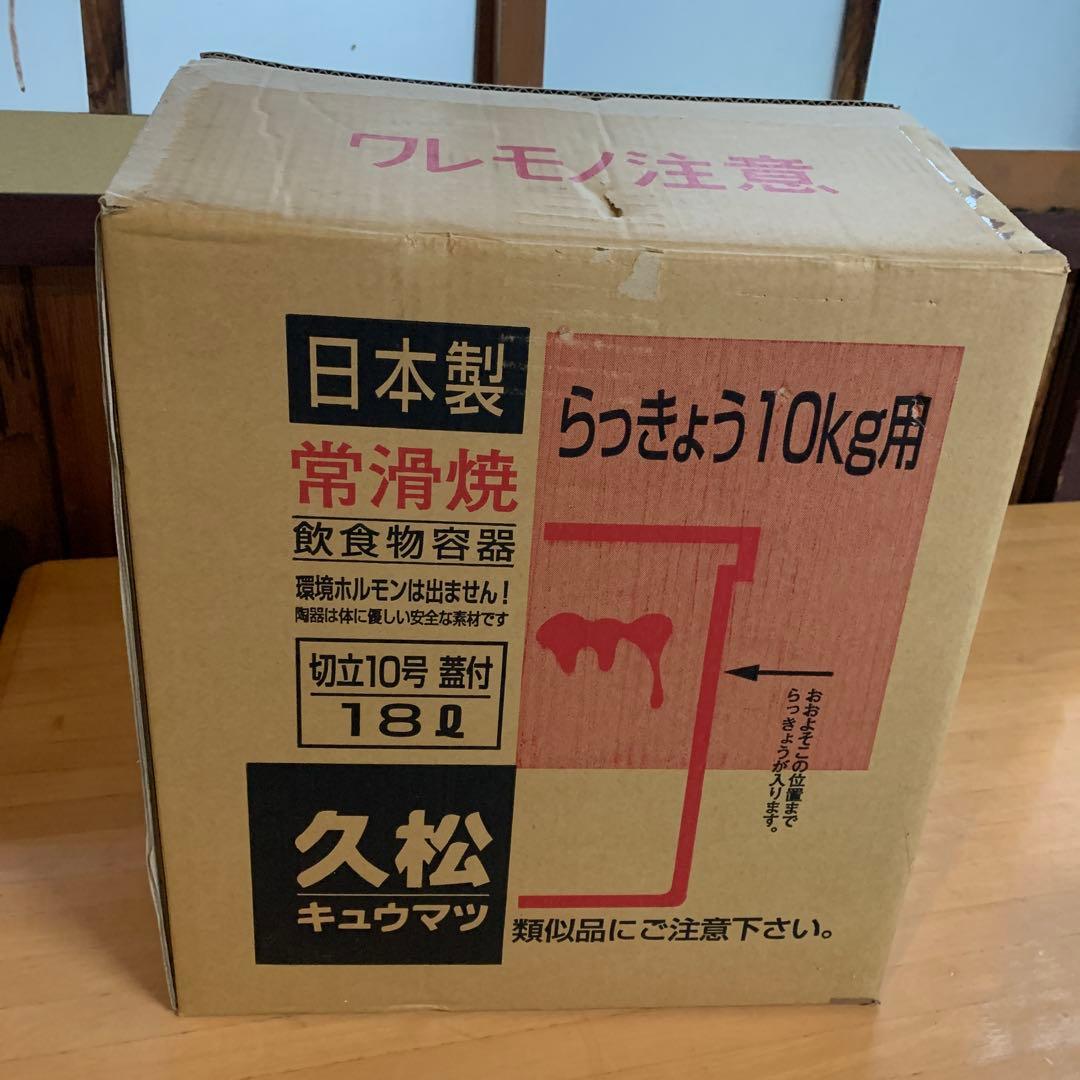 ワレモノ注意
日本製
常滑焼
飲食物容器
環境ホルモンは出ません!
陶器は体に優しい安全な素材です
切立10号 蓋付
18ℓ
久松
キュウマツ
らっきょう10kg用
おおよそこの位置まで
らっきょうが入ります。
類似品にご注意下さい。